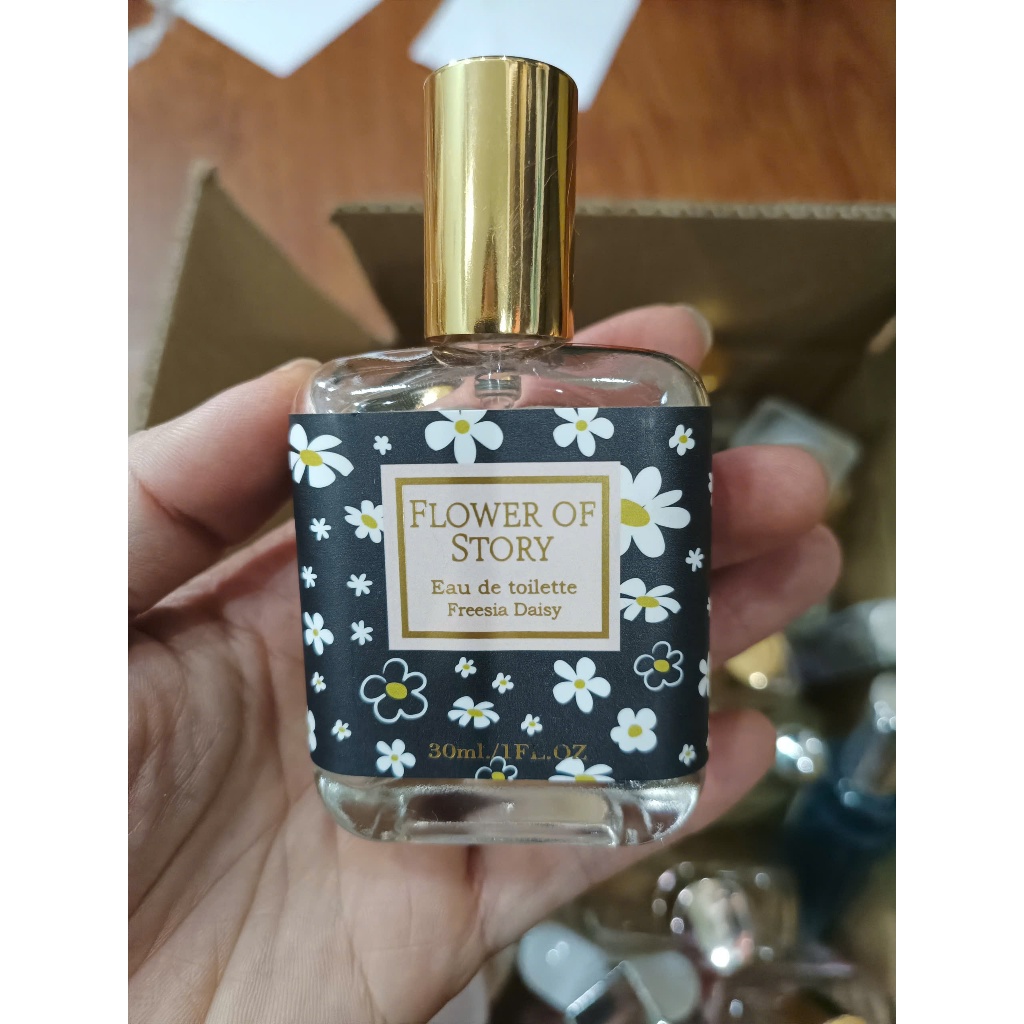 FLOWER OF
STORY
Eau de toilette
Freesia Daisy
30ml./1FL.OZ